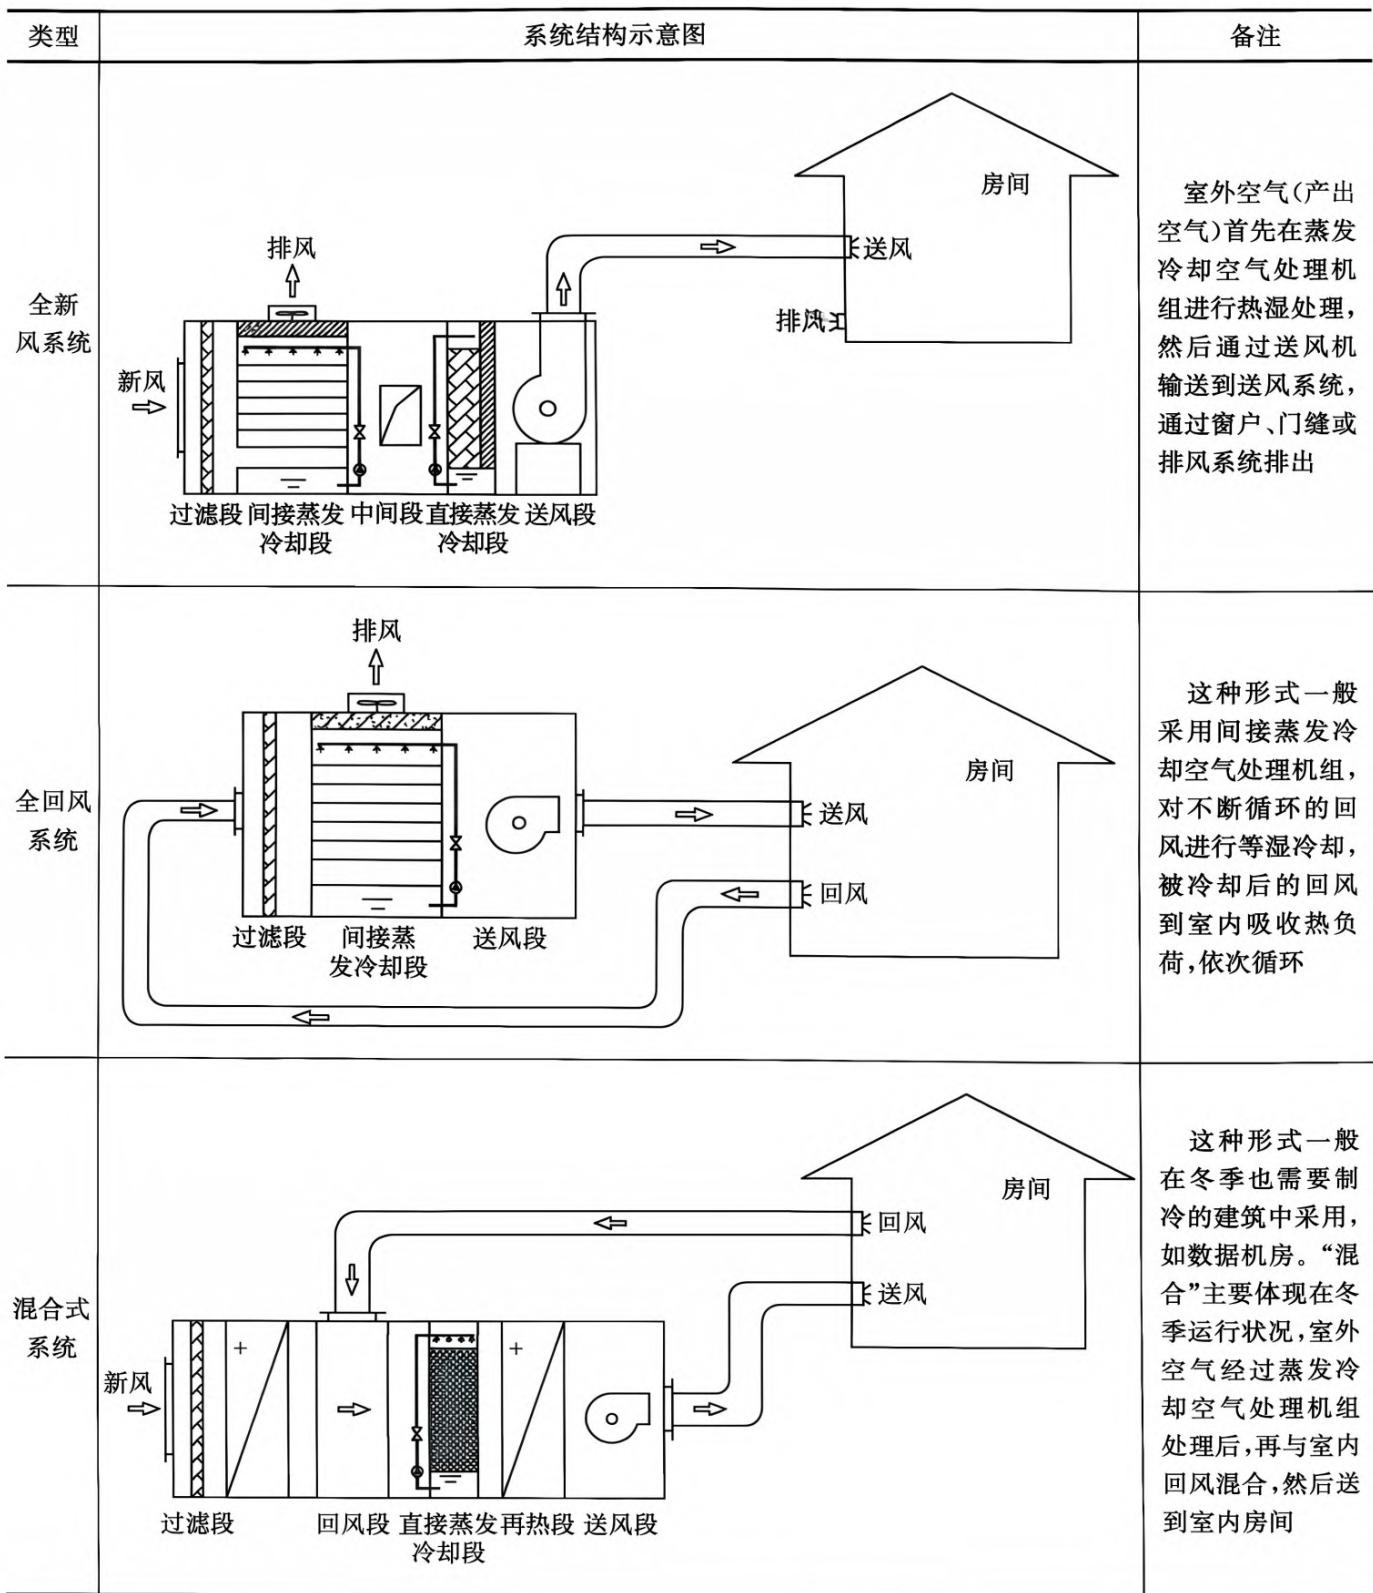 类型
系统结构示意图
备注
全新
风系统
排风
新风
过滤段
间接蒸发
冷却段
中间段
直接蒸发
冷却段
送风段
房间
送风
排风
室外空气(产出
空气)首先在蒸发
冷却空气处理机
组进行热湿处理,
然后通过送风机
输送到送风系统,
通过窗户、门缝或
排风系统排出
全回风
系统
排风
过滤段
间接蒸
发冷却段
送风段
房间
送风
回风
这种形式一般
采用间接蒸发冷
却空气处理机组,
对不断循环的回
风进行等湿冷却,
被冷却后的回风
到室内吸收热负
荷,依次循环
混合式
系统
新风
+
+
过滤段
回风段
直接蒸发
冷却段
再热段
送风段
房间
回风
送风
这种形式一般
在冬季也需要制
冷的建筑中采用,
如数据机房。“混
合”主要体现在冬
季运行状况,室外
空气经过蒸发冷
却空气处理机组
处理后,再与室内
回风混合,然后送
到室内房间